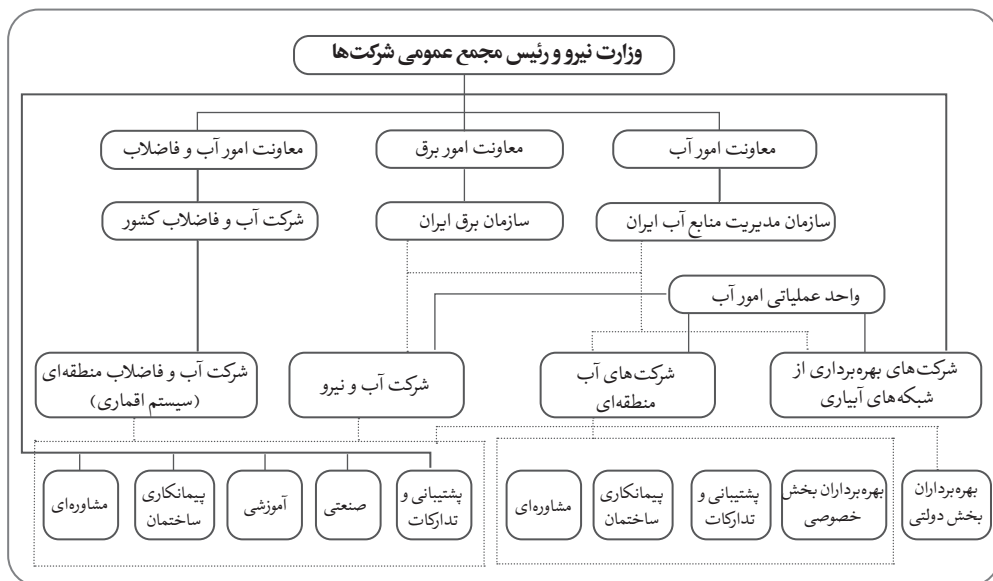 وزارت نیرو و رئیس مجمع عمومی شرکت‌ها
معاونت امور آب
معاونت امور برق
معاونت امور آب و فاضلاب
سازمان مدیریت منابع آب ایران
سازمان برق ایران
شرکت آب و فاضلاب کشور
واحد عملیاتی امور آب
شرکت‌های بهره‌برداری از
شبکه‌های آبیاری
شرکت‌های آب
منطقه‌ای
شرکت آب و نیرو
شرکت آب و فاضلاب منطقه‌ای
(سیستم اقماری)
بهره‌برداران
بخش دولتی
بهره‌برداران بخش
خصوصی
پشتیبانی و
تدارکات
پیمانکاری
ساختمان
مشاوره‌ای
پشتیبانی و
تدارکات
صنعتی
آموزشی
پیمانکاری
ساختمان
مشاوره‌ای